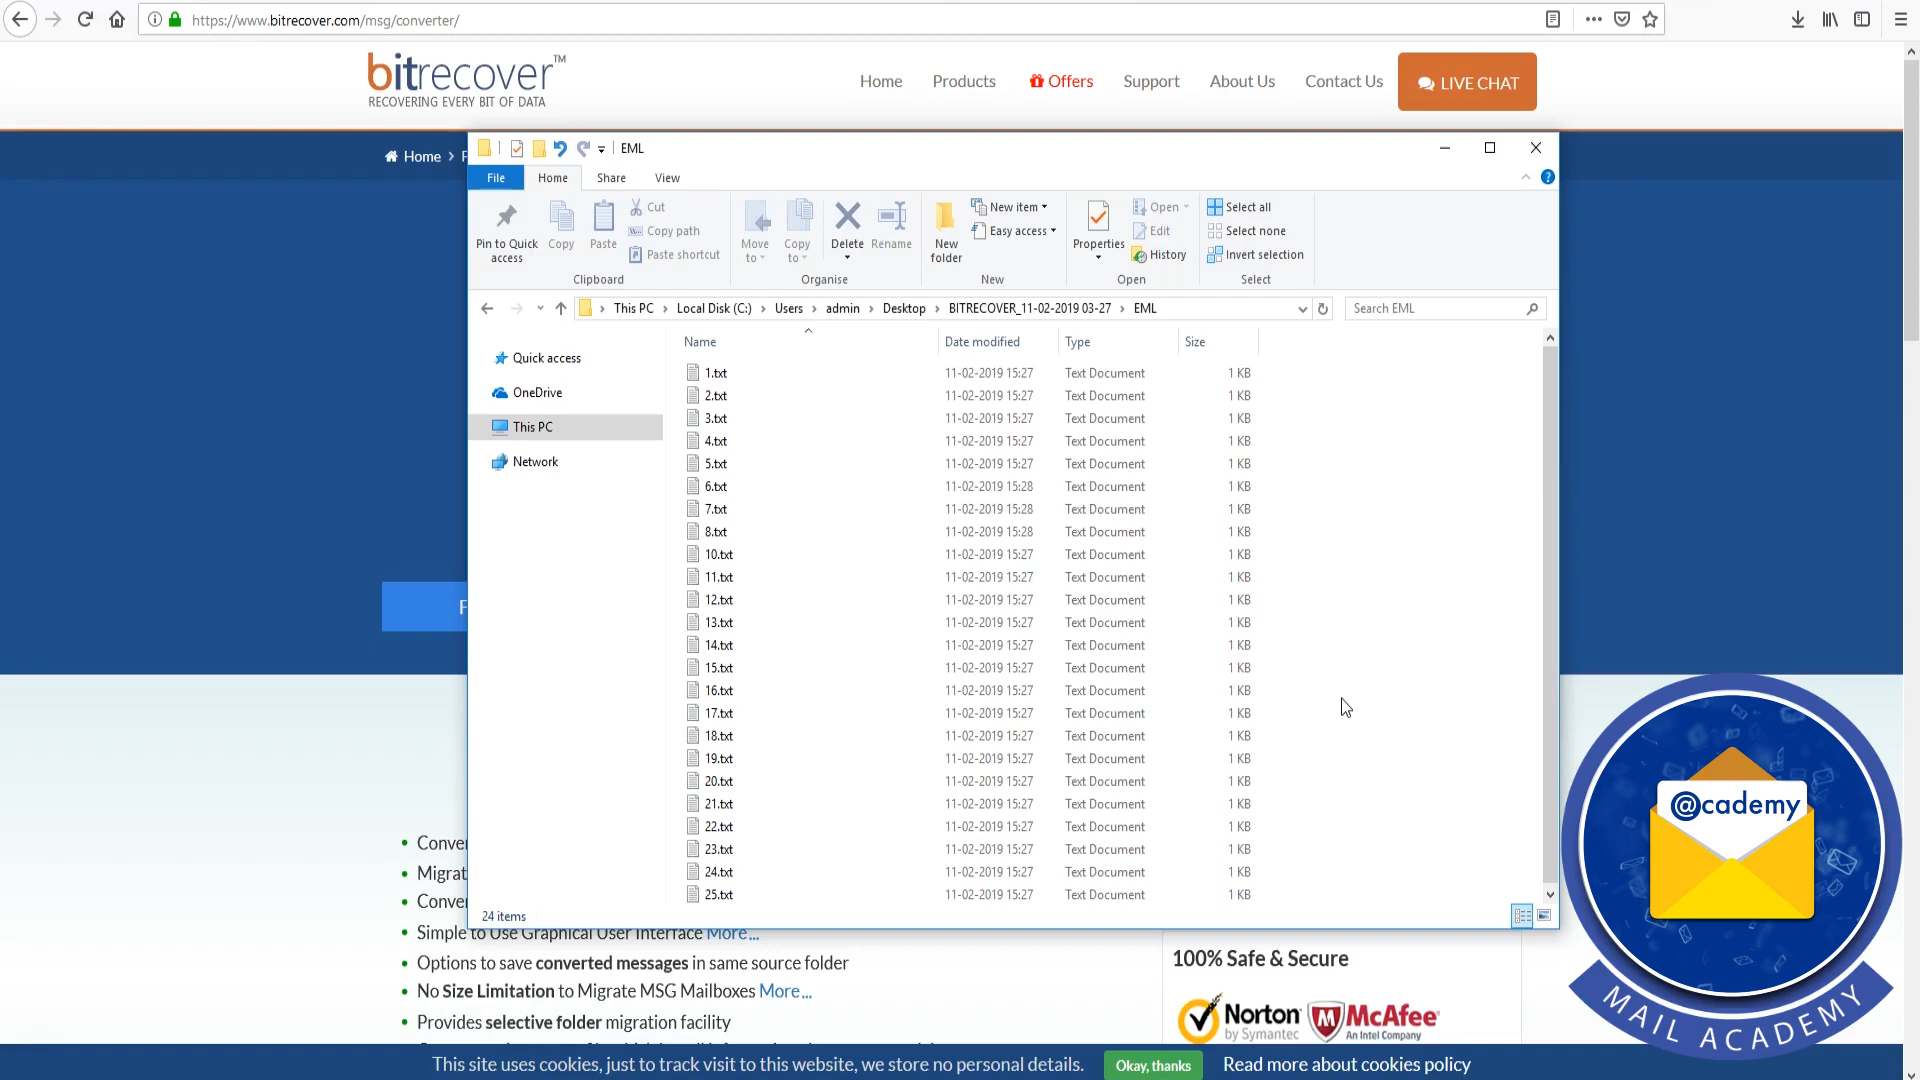 https://www.bitrecover.com/msg/converter/
bitrecover™
RECOVERING EVERY BIT OF DATA
Home Products Offers Support About Us Contact Us LIVE CHAT
Home > F
EML
File Home Share View
Pin to Quick access Copy Paste Cut Copy path Paste shortcut
Move to Copy to Delete Rename
New folder New item Easy access
Properties Open Edit History
Select all Select none Invert selection
Clipboard Organise New Open Select
This PC > Local Disk (C:) > Users > admin > Desktop > BITRECOVER_11-02-2019 03-27 > EML
Search EML
Quick access
OneDrive
This PC
Network
Name Date modified Type Size
1.txt 11-02-2019 15:27 Text Document 1 KB
2.txt 11-02-2019 15:27 Text Document 1 KB
3.txt 11-02-2019 15:27 Text Document 1 KB
4.txt 11-02-2019 15:27 Text Document 1 KB
5.txt 11-02-2019 15:27 Text Document 1 KB
6.txt 11-02-2019 15:28 Text Document 1 KB
7.txt 11-02-2019 15:28 Text Document 1 KB
8.txt 11-02-2019 15:28 Text Document 1 KB
10.txt 11-02-2019 15:27 Text Document 1 KB
11.txt 11-02-2019 15:27 Text Document 1 KB
12.txt 11-02-2019 15:27 Text Document 1 KB
13.txt 11-02-2019 15:27 Text Document 1 KB
14.txt 11-02-2019 15:27 Text Document 1 KB
15.txt 11-02-2019 15:27 Text Document 1 KB
16.txt 11-02-2019 15:27 Text Document 1 KB
17.txt 11-02-2019 15:27 Text Document 1 KB
18.txt 11-02-2019 15:27 Text Document 1 KB
19.txt 11-02-2019 15:27 Text Document 1 KB
20.txt 11-02-2019 15:27 Text Document 1 KB
21.txt 11-02-2019 15:27 Text Document 1 KB
22.txt 11-02-2019 15:27 Text Document 1 KB
23.txt 11-02-2019 15:27 Text Document 1 KB
24.txt 11-02-2019 15:27 Text Document 1 KB
25.txt 11-02-2019 15:27 Text Document 1 KB
24 items
F
Conver
Migrat
Conver
Simple to Use Graphical User Interface More...
Options to save converted messages in same source folder
No Size Limitation to Migrate MSG Mailboxes More...
Provides selective folder migration facility
100% Safe & Secure
Norton by Symantec
McAfee An Intel Company
@cademy
MAIL ACADEMY
This site uses cookies, just to track visit to this website, we store no personal details. Okay, thanks Read more about cookies policy